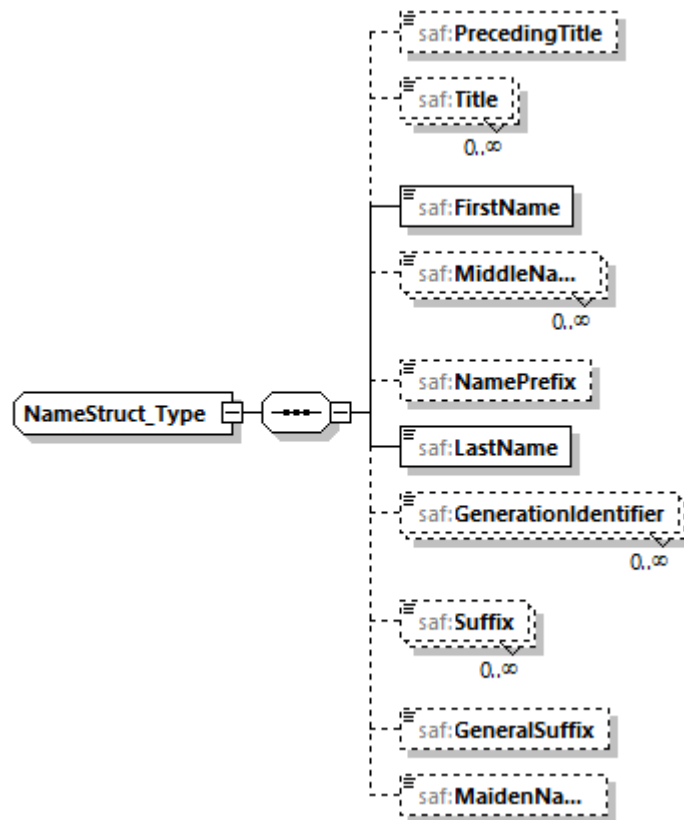 saf:PrecedingTitle
saf:Title
0..∞
saf:FirstName
saf:MiddleNa...
0..∞
saf:NamePrefix
NameStruct_Type
saf:LastName
saf:GenerationIdentifier
0..∞
saf:Suffix
0..∞
saf:GeneralSuffix
saf:MaidenNa...